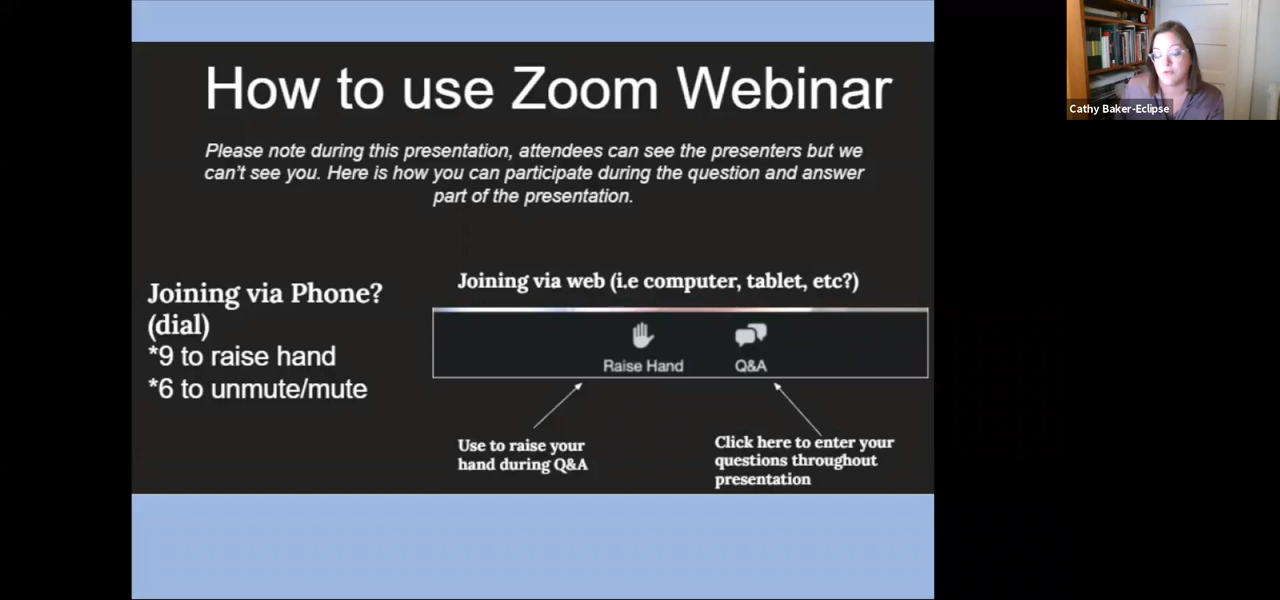 How to use Zoom Webinar
Please note during this presentation, attendees can see the presenters but we
can't see you. Here is how you can participate during the question and answer
part of the presentation.
Joining via Phone?
(dial)
*9 to raise hand
*6 to unmute/mute
Joining via web (i.e computer, tablet, etc?)
Raise Hand
Q&A
Use to raise your
hand during Q&A
Click here to enter your
questions throughout
presentation
Cathy Baker-Eclipse